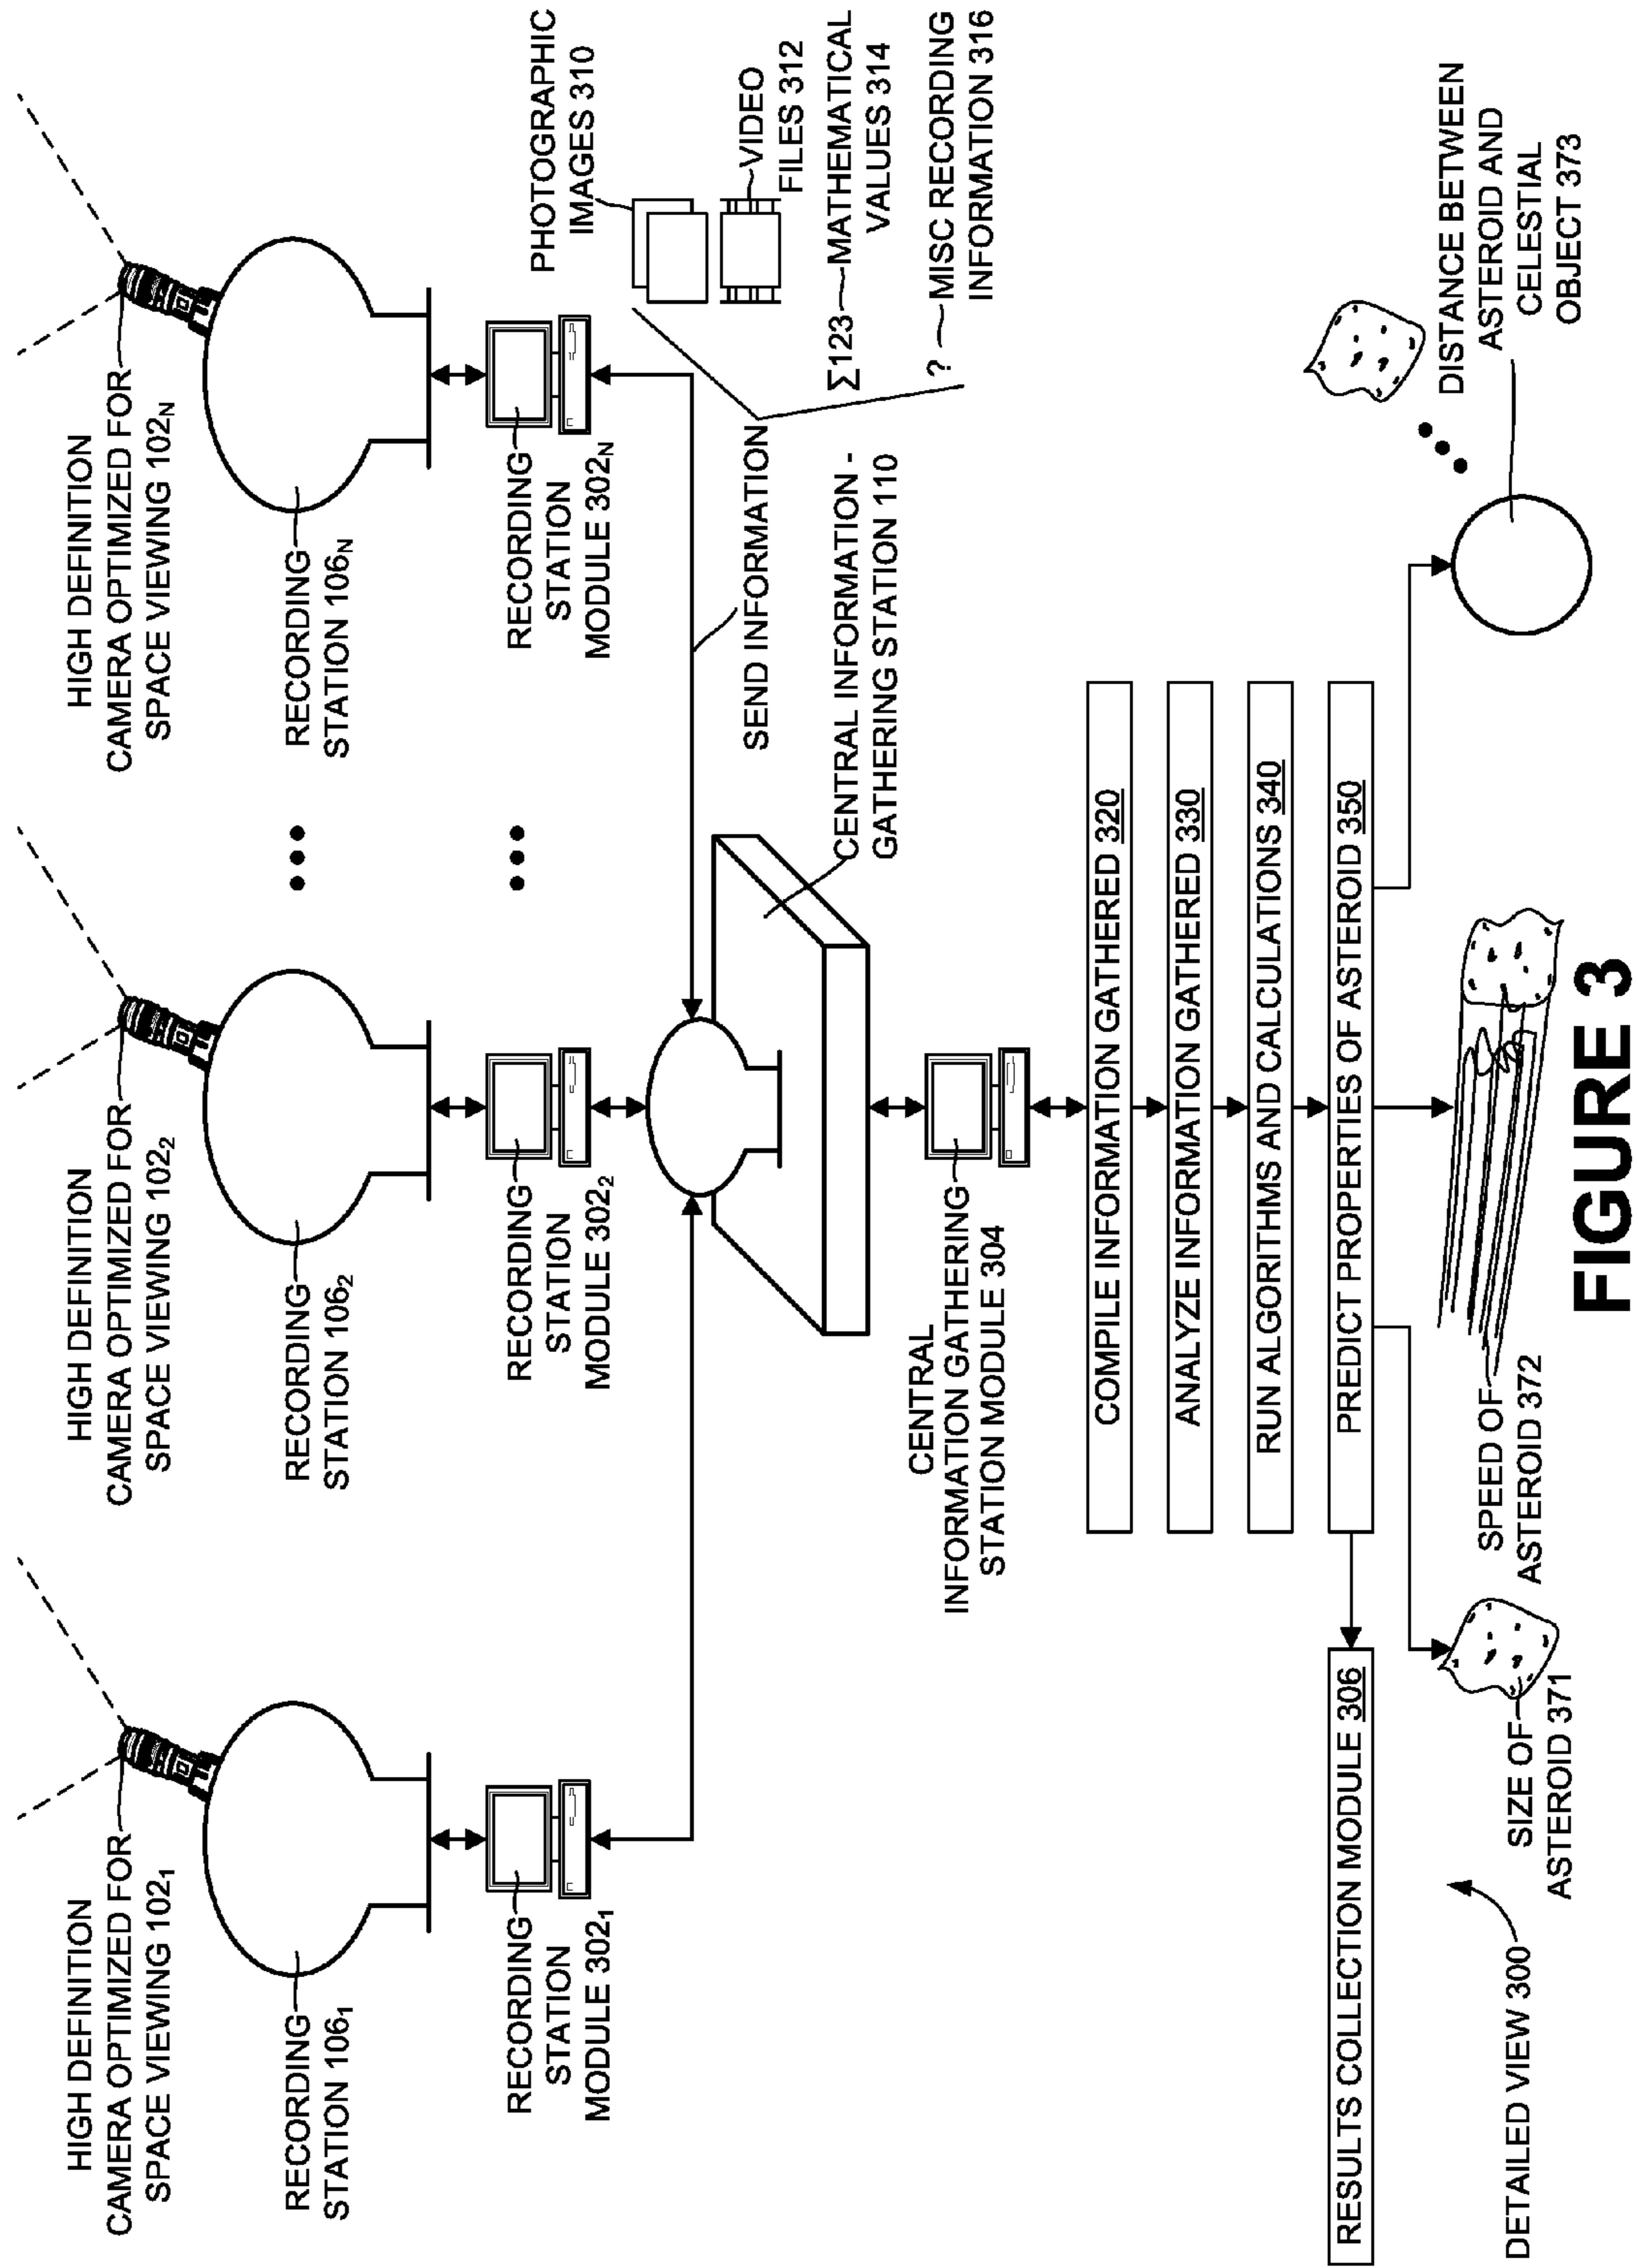 HIGH DEFINITION
CAMERA OPTIMIZED FOR
SPACE VIEWING 102₁
HIGH DEFINITION
CAMERA OPTIMIZED FOR
SPACE VIEWING 102₂
HIGH DEFINITION
CAMERA OPTIMIZED FOR
SPACE VIEWING 102N
RECORDING
STATION 106₁
RECORDING
STATION 106₂
RECORDING
STATION 106N
RECORDING
STATION
MODULE 302₁
RECORDING
STATION
MODULE 302₂
RECORDING
STATION
MODULE 302N
PHOTOGRAPHIC
IMAGES 310
VIDEO
FILES 312
Σ123
MATHEMATICAL
VALUES 314
?
MISC RECORDING
INFORMATION 316
SEND INFORMATION
CENTRAL INFORMATION -
GATHERING STATION 110
CENTRAL
INFORMATION GATHERING
STATION MODULE 304
COMPILE INFORMATION GATHERED 320
ANALYZE INFORMATION GATHERED 330
RUN ALGORITHMS AND CALCULATIONS 340
PREDICT PROPERTIES OF ASTEROID 350
RESULTS COLLECTION MODULE 306
DETAILED VIEW 300
SIZE OF
ASTEROID 371
SPEED OF
ASTEROID 372
DISTANCE BETWEEN
ASTEROID AND
CELESTIAL
OBJECT 373
FIGURE 3